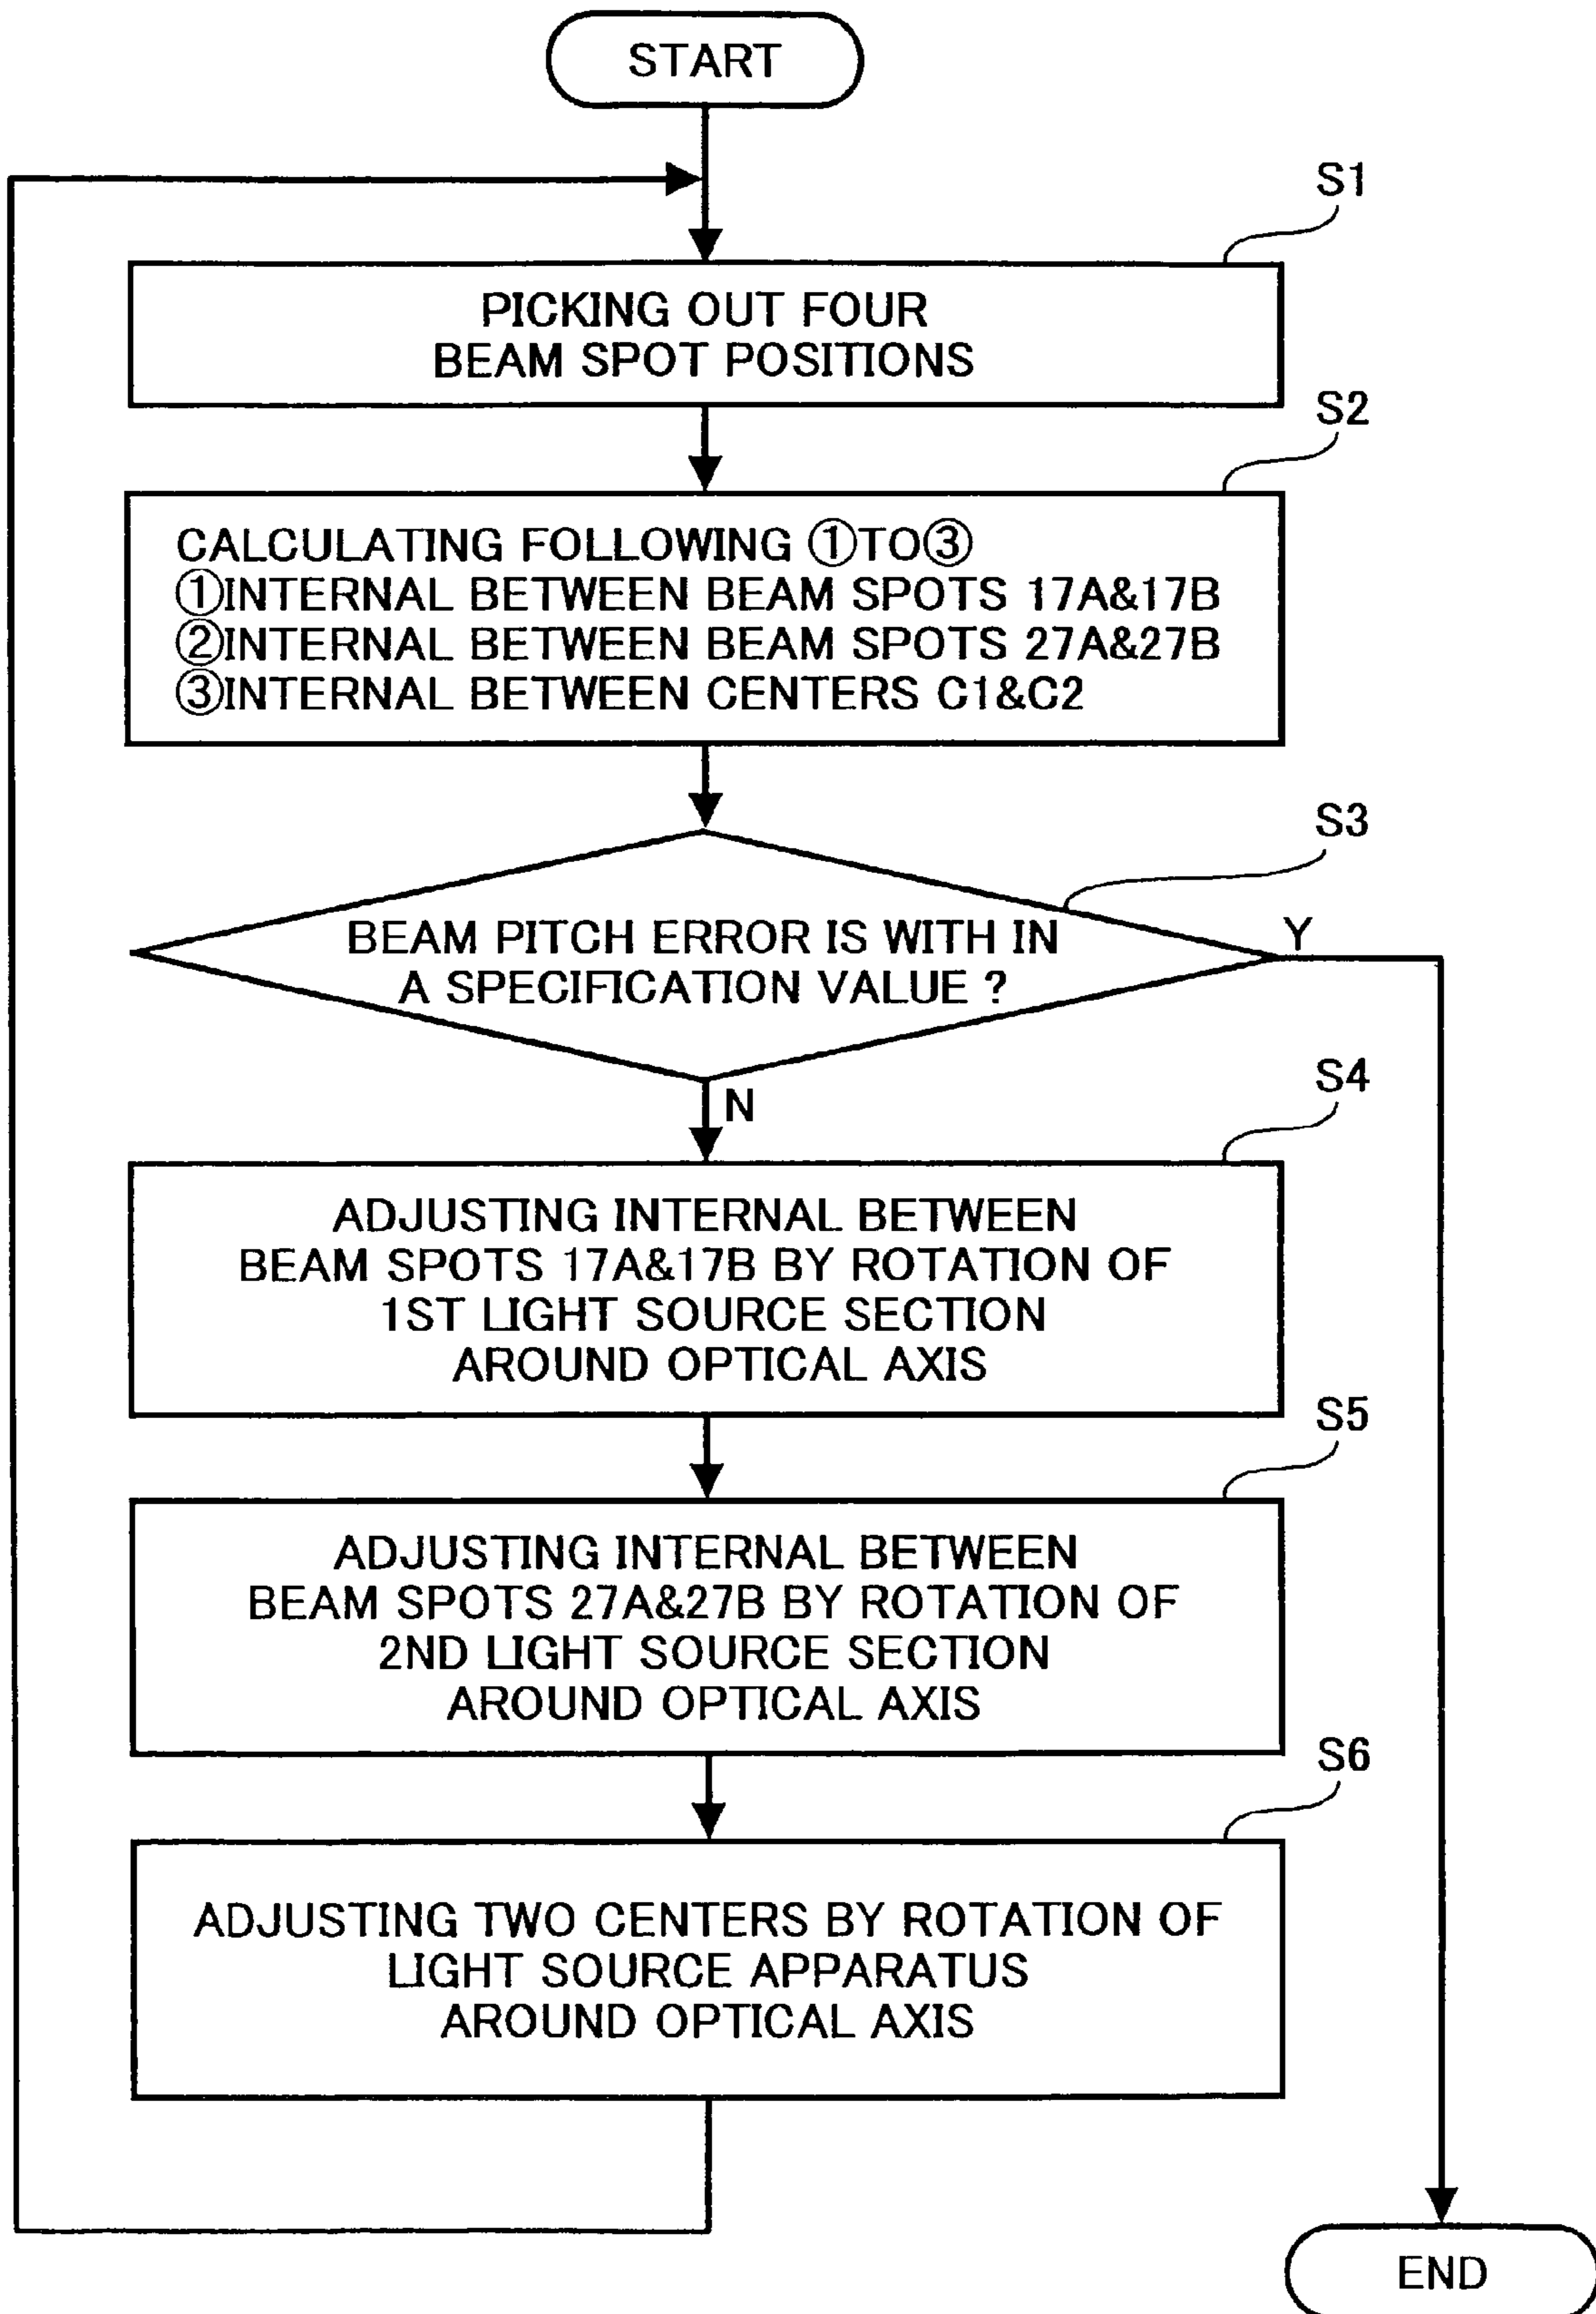 START
S1
PICKING OUT FOUR
BEAM SPOT POSITIONS
S2
CALCULATING FOLLOWING ①TO③
①INTERNAL BETWEEN BEAM SPOTS 17A&17B
②INTERNAL BETWEEN BEAM SPOTS 27A&27B
③INTERNAL BETWEEN CENTERS C1&C2
S3
BEAM PITCH ERROR IS WITH IN
A SPECIFICATION VALUE ?
Y
N
S4
ADJUSTING INTERNAL BETWEEN
BEAM SPOTS 17A&17B BY ROTATION OF
1ST LIGHT SOURCE SECTION
AROUND OPTICAL AXIS
S5
ADJUSTING INTERNAL BETWEEN
BEAM SPOTS 27A&27B BY ROTATION OF
2ND LIGHT SOURCE SECTION
AROUND OPTICAL AXIS
S6
ADJUSTING TWO CENTERS BY ROTATION OF
LIGHT SOURCE APPARATUS
AROUND OPTICAL AXIS
END